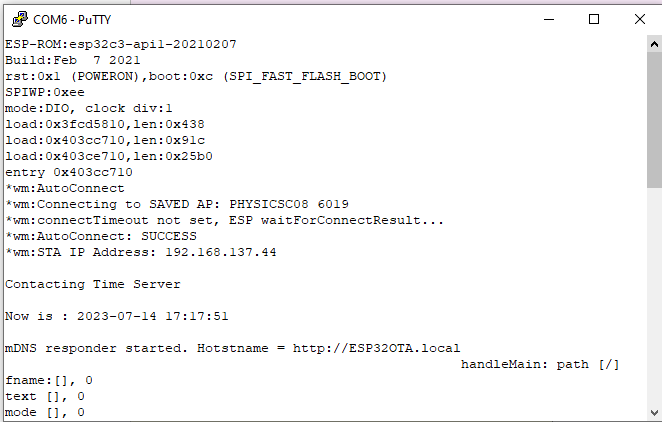 COM6 - PuTTY
ESP-ROM:esp32c3-api1-20210207
Build:Feb  7 2021
rst:0x1 (POWERON),boot:0xc (SPI_FAST_FLASH_BOOT)
SPIWP:0xee
mode:DIO, clock div:1
load:0x3fcd5810,len:0x438
load:0x403cc710,len:0x91c
load:0x403ce710,len:0x25b0
entry 0x403cc710
*wm:AutoConnect
*wm:Connecting to SAVED AP: PHYSICSC08 6019
*wm:connectTimeout not set, ESP waitForConnectResult...
*wm:AutoConnect: SUCCESS
*wm:STA IP Address: 192.168.137.44
Contacting Time Server
Now is : 2023-07-14 17:17:51
mDNS responder started. Hotstname = http://ESP32OTA.local
handleMain: path [/]
fname:[], 0
text [], 0
mode [], 0